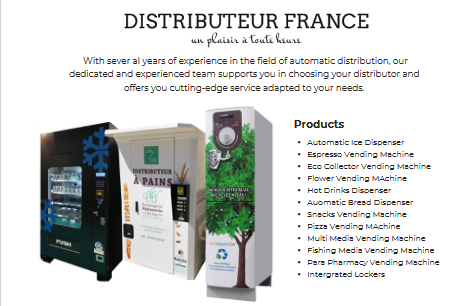 DISTRIBUTEUR FRANCE
un plaisir à toute heure
With sever al years of experience in the field of automatic distribution, our
dedicated and experienced team supports you in choosing your distributor and
offers you cutting-edge service adapted to your needs.
Products
Automatic Ice Dispenser
Espresso Vending Machine
Eco Collector Vending Machine
Flower Vending MAchine
Hot Drinks Dispenser
Auomatic Bread Dispenser
Snacks Vending Machine
Pizza Vending MAchine
Multi Media Vending Machine
Fishing Media Vending Machine
Para Pharmacy Vending Machine
Intergrated Lockers
DISTRIBUTEUR
À PAINS
PUSH